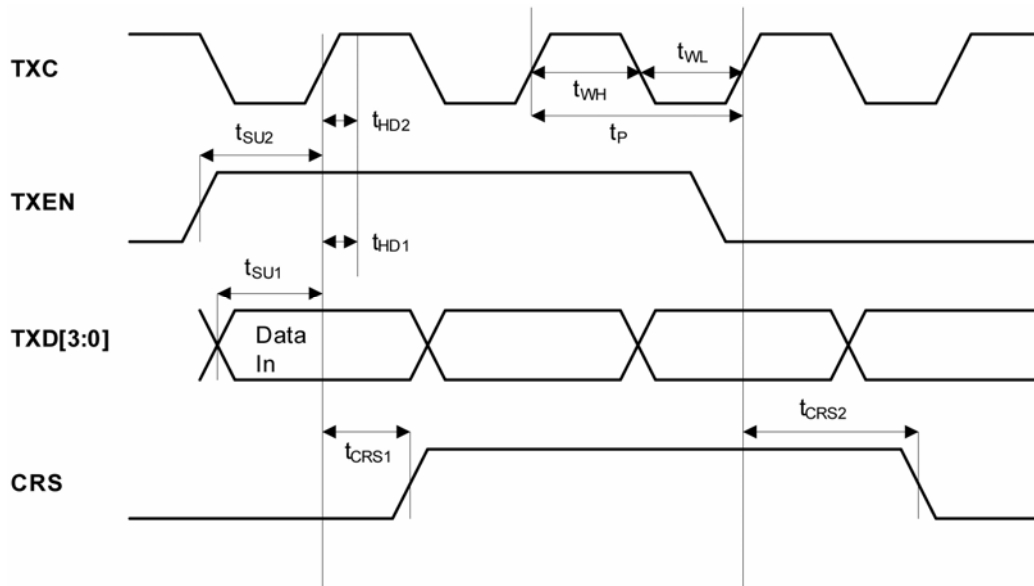 TXC
t_WH
t_WL
t_HD2
t_P
t_SU2
TXEN
t_HD1
t_SU1
TXD[3:0]
Data
In
t_CRS1
t_CRS2
CRS